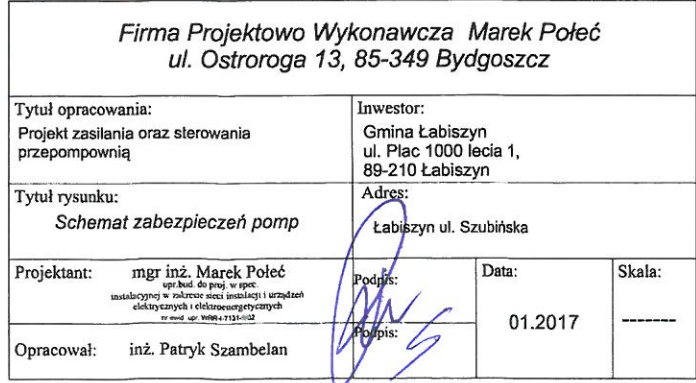 Firma Projektowo Wykonawcza Marek Połeć
ul. Ostroroga 13, 85-349 Bydgoszcz
Tytuł opracowania:
Projekt zasilania oraz sterowania
przepompownią
Inwestor:
Gmina Łabiszyn
ul. Plac 1000 lecia 1,
89-210 Łabiszyn
Tytuł rysunku:
Schemat zabezpieczeń pomp
Adres:
Łabiszyn ul. Szubińska
Projektant: mgr inż. Marek Połeć
upr.bud. do proj. w spec.
instalacyjnej w zakresie sieci instalacji i urządzeń
elektrycznych i elektroenergetycznych
nr ewid. upr.
Podpis:
Data:
01.2017
Skala:
-------
Opracował: inż. Patryk Szambelan
Podpis: